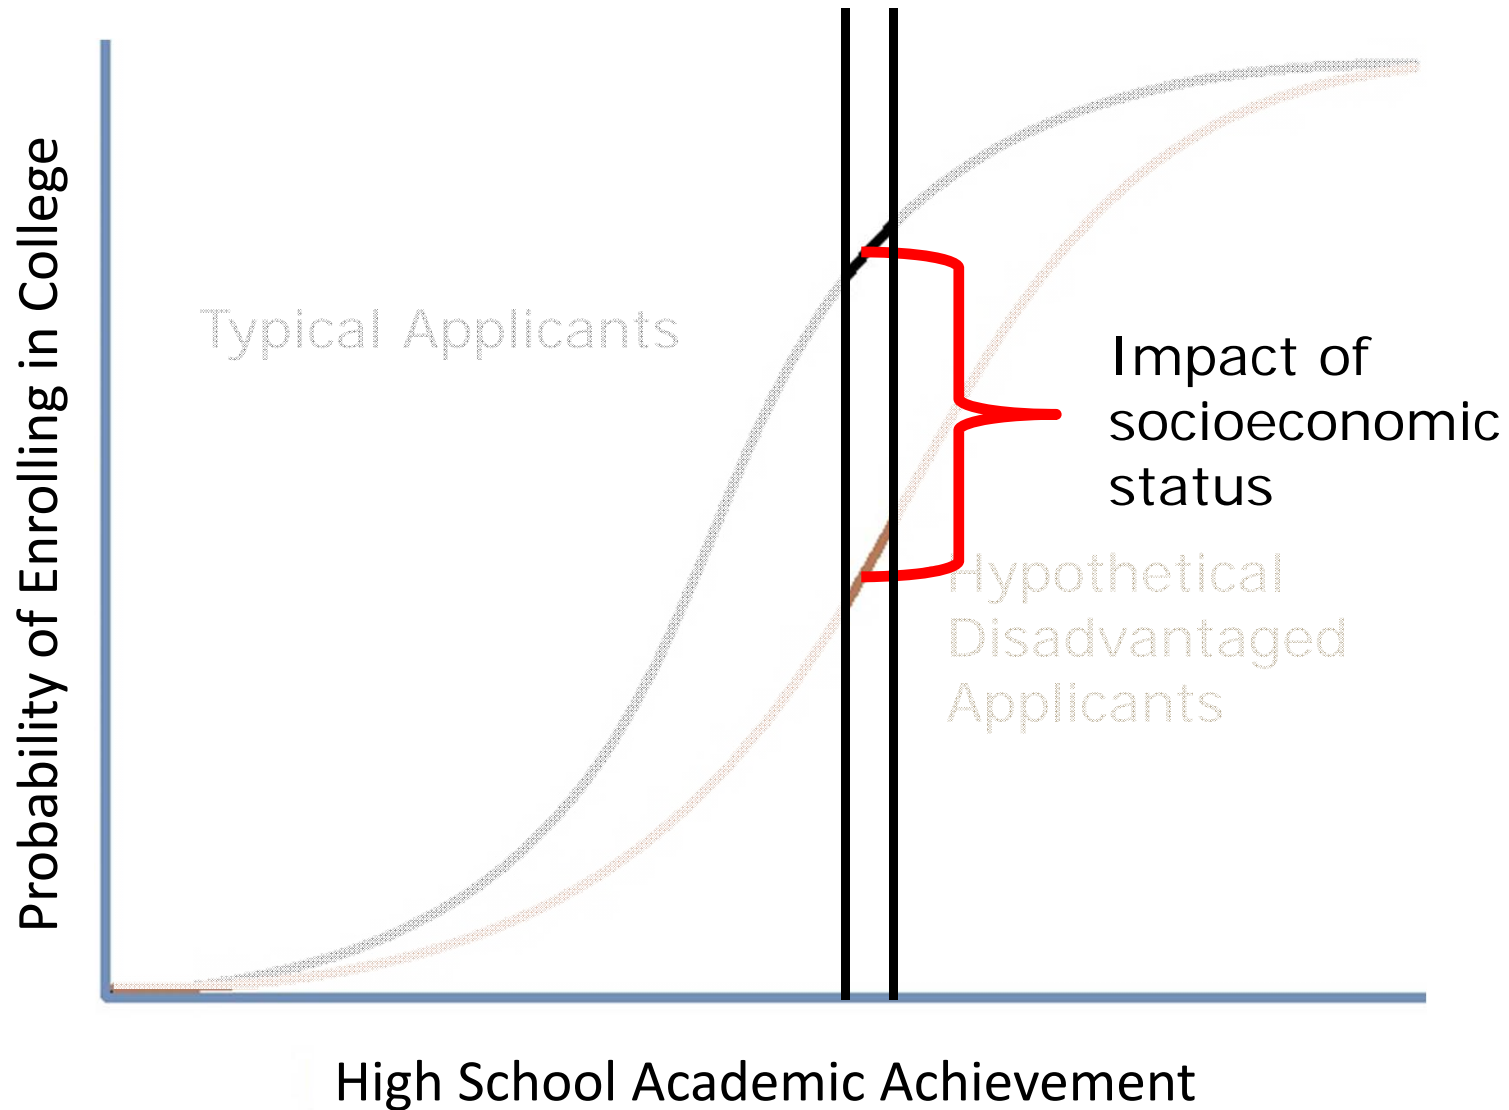 Probability of Enrolling in College
Typical Applicants
Impact of
socioeconomic
status
Hypothetical
Disadvantaged
Applicants
High School Academic Achievement